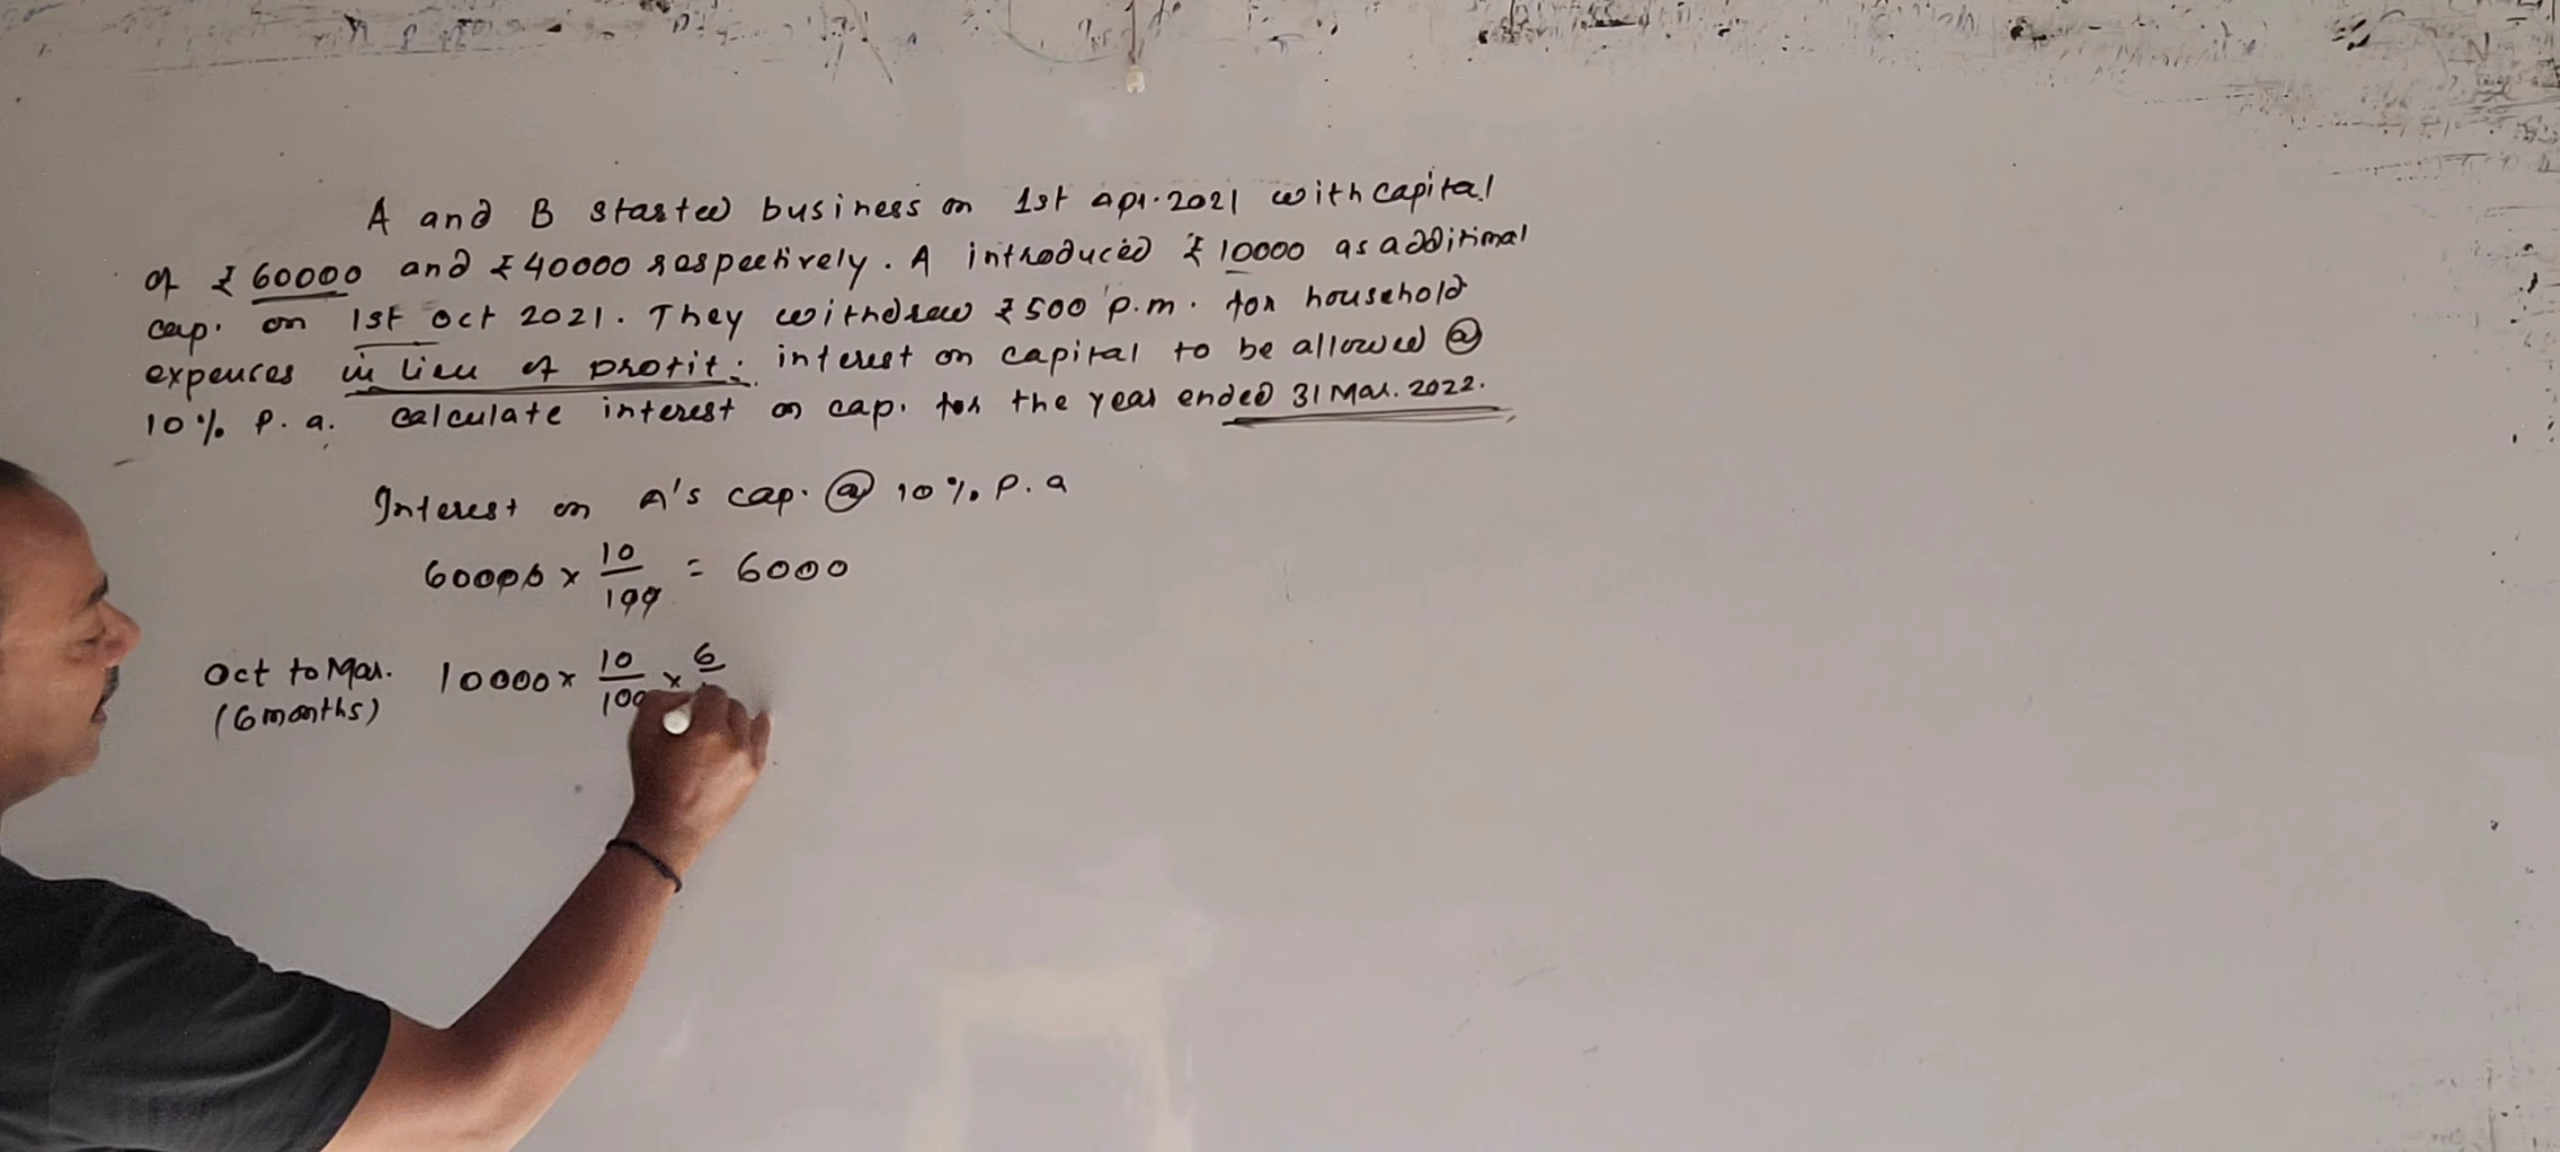 A and B started business on 1st apr. 2021 with capital
of ₹ 60000 and ₹ 40000 respectively. A introduced ₹ 10000 as additional
cap. on 1st oct 2021. They withdrew ₹ 500 p.m. for household
expenses in lieu of profit. interest on capital to be allowed @
10% p.a. calculate interest on cap. for the year ended 31 Mar. 2022.
Interest on A's cap. @ 10% p.a
60000 × 10/100 = 6000
Oct to Mar. 10000 × 10/100 × 6/
(6 months)